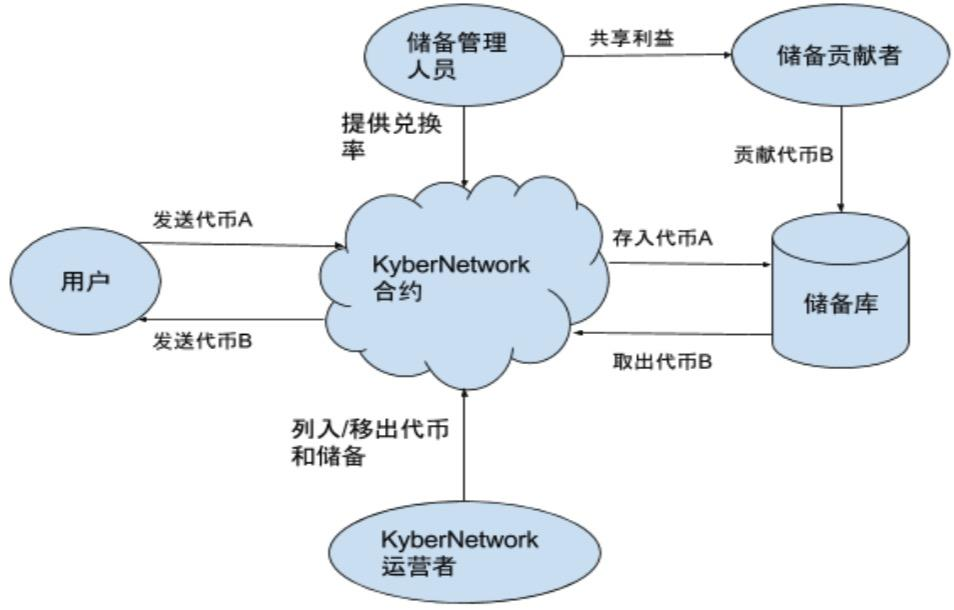 储备管理
人员
共享利益
储备贡献者
提供兑换
率
贡献代币B
发送代币A
存入代币A
用户
KyberNetwork
合约
储备库
发送代币B
取出代币B
列入/移出代币
和储备
KyberNetwork
运营者